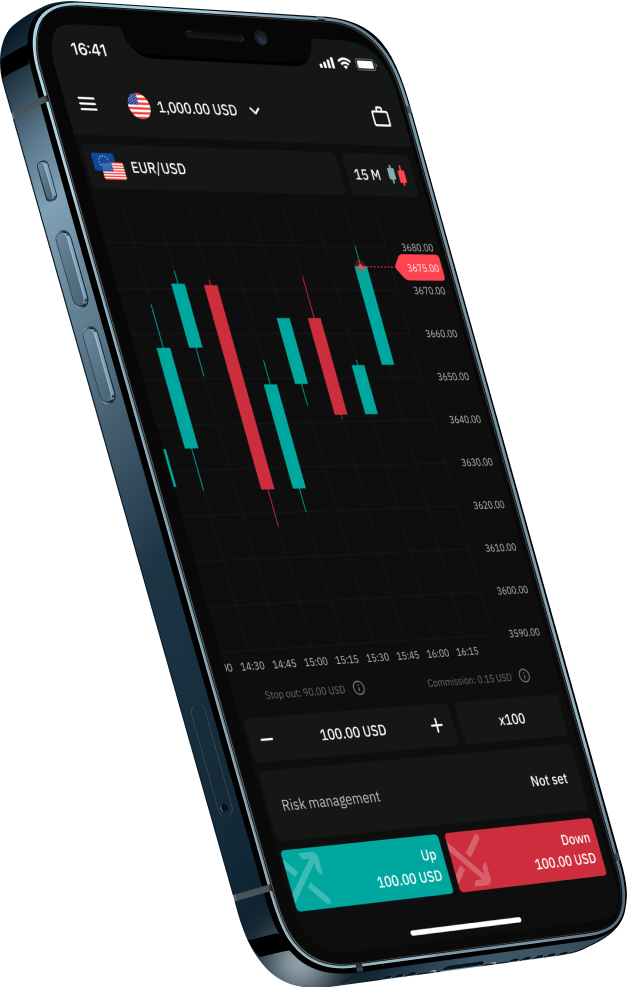 16:41
1,000.00 USD
EUR/USD
15 M
3680.00
3675.00
3670.00
3660.00
3650.00
3640.00
3630.00
3620.00
3610.00
3600.00
3590.00
14:30 14:45 15:00 15:15 15:30 15:45 16:00 16:15
Stop out: 90.00 USD
Commission: 0.15 USD
− 100.00 USD +
x100
Risk management
Not set
Up
100.00 USD
Down
100.00 USD